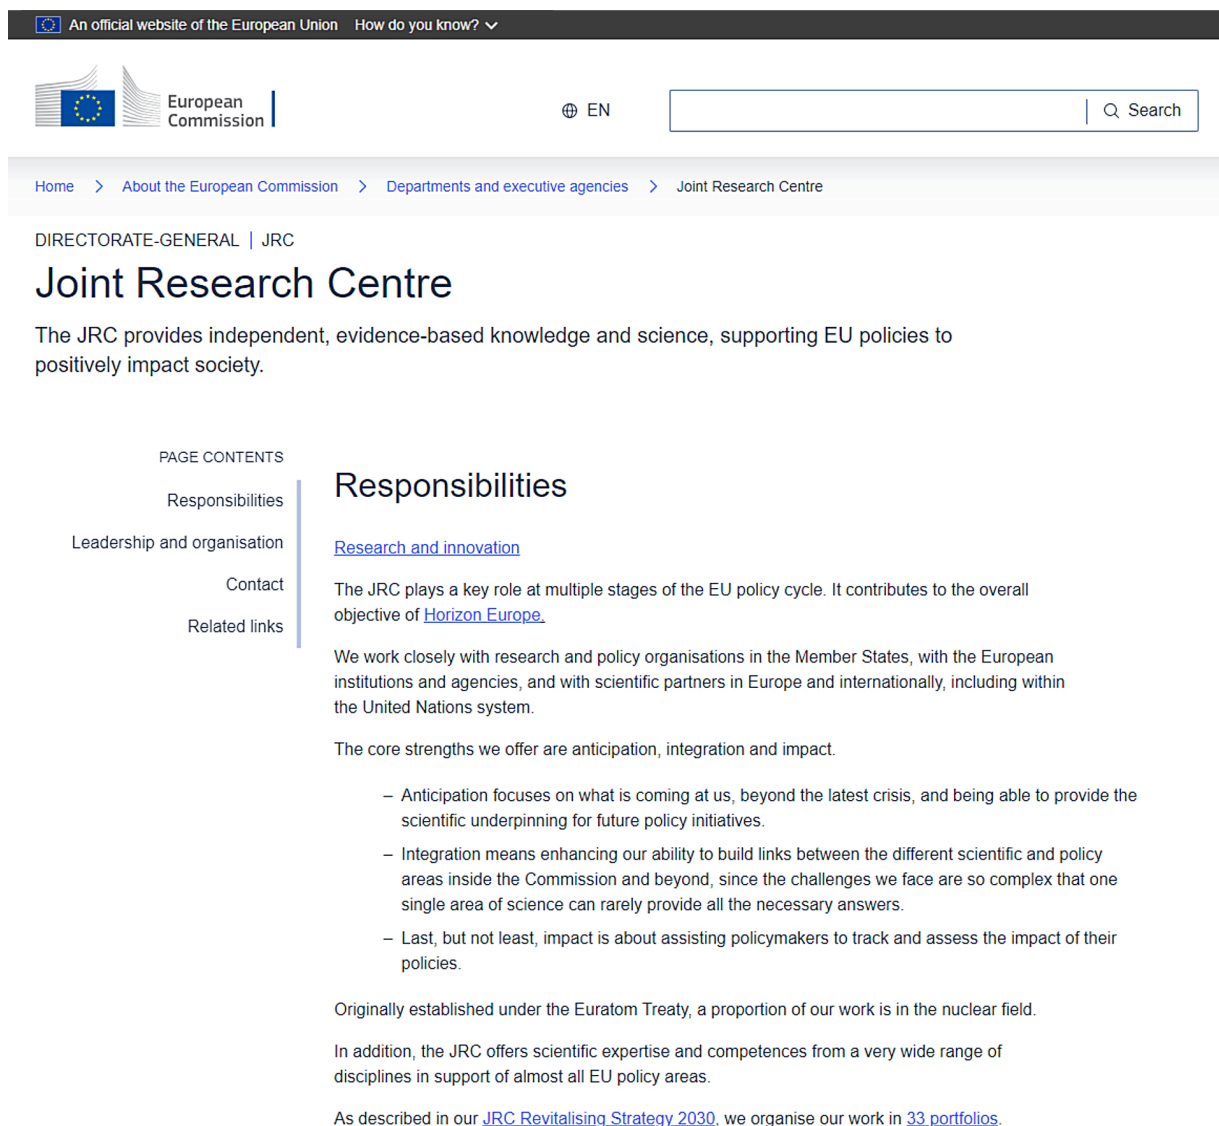 An official website of the European Union How do you know?
European
Commission
EN
Search
Home > About the European Commission > Departments and executive agencies > Joint Research Centre
DIRECTORATE-GENERAL | JRC
Joint Research Centre
The JRC provides independent, evidence-based knowledge and science, supporting EU policies to
positively impact society.
PAGE CONTENTS
Responsibilities
Leadership and organisation
Contact
Related links
Responsibilities
Research and innovation
The JRC plays a key role at multiple stages of the EU policy cycle. It contributes to the overall
objective of Horizon Europe.
We work closely with research and policy organisations in the Member States, with the European
institutions and agencies, and with scientific partners in Europe and internationally, including within
the United Nations system.
The core strengths we offer are anticipation, integration and impact.
– Anticipation focuses on what is coming at us, beyond the latest crisis, and being able to provide the
scientific underpinning for future policy initiatives.
– Integration means enhancing our ability to build links between the different scientific and policy
areas inside the Commission and beyond, since the challenges we face are so complex that one
single area of science can rarely provide all the necessary answers.
– Last, but not least, impact is about assisting policymakers to track and assess the impact of their
policies.
Originally established under the Euratom Treaty, a proportion of our work is in the nuclear field.
In addition, the JRC offers scientific expertise and competences from a very wide range of
disciplines in support of almost all EU policy areas.
As described in our JRC Revitalising Strategy 2030, we organise our work in 33 portfolios.